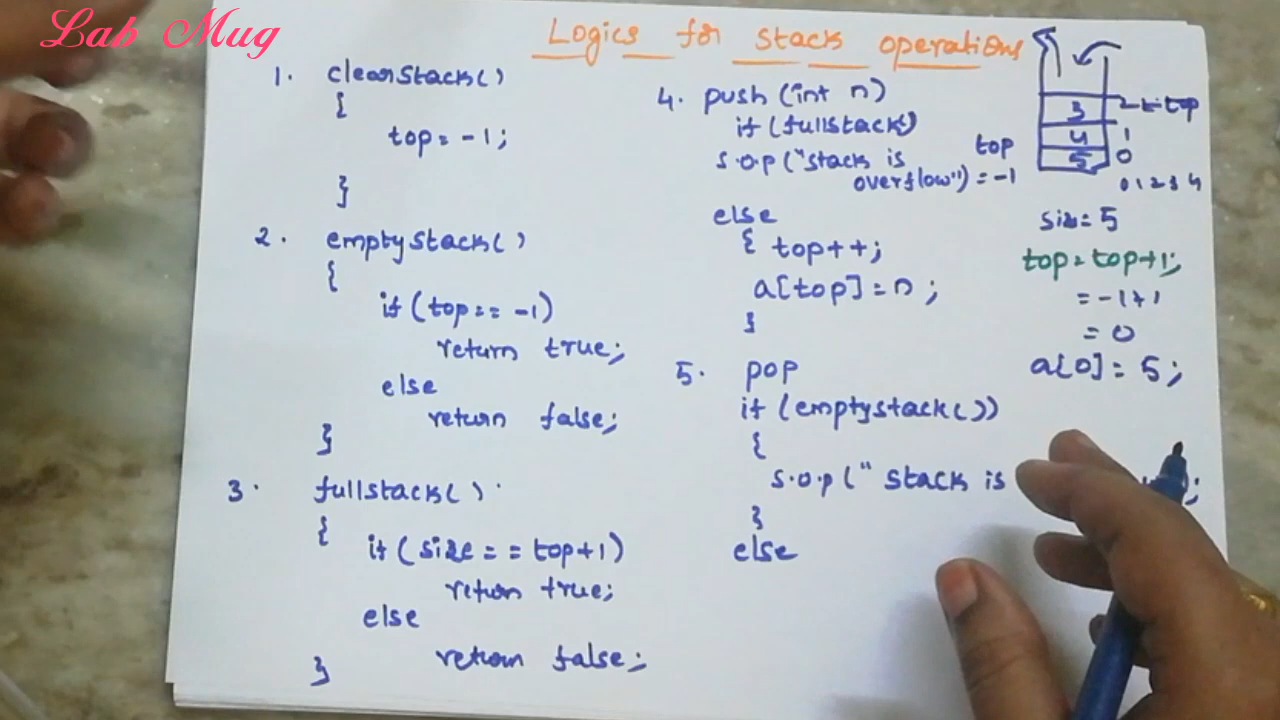 Lab Mug
Logics for stack operations
1. clearstack()
{
top = -1;
}
2. emptystack()
{
if (top == -1)
return true;
else
return false;
}
3. fullstack()
{
if (size == top+1)
return true;
else
return false;
}
4. push (int n)
if (fullstack)
s.o.p ("stack is
overflow")
else
{ top++;
a[top] = n;
}
5. pop
if (emptystack())
{
s.o.p (" stack is
;
}
else
3 2 top
4 1
5 0
0 1 2 3 4
top
= -1
size = 5
top = top+1;
= -1+1
= 0
a[0] = 5;